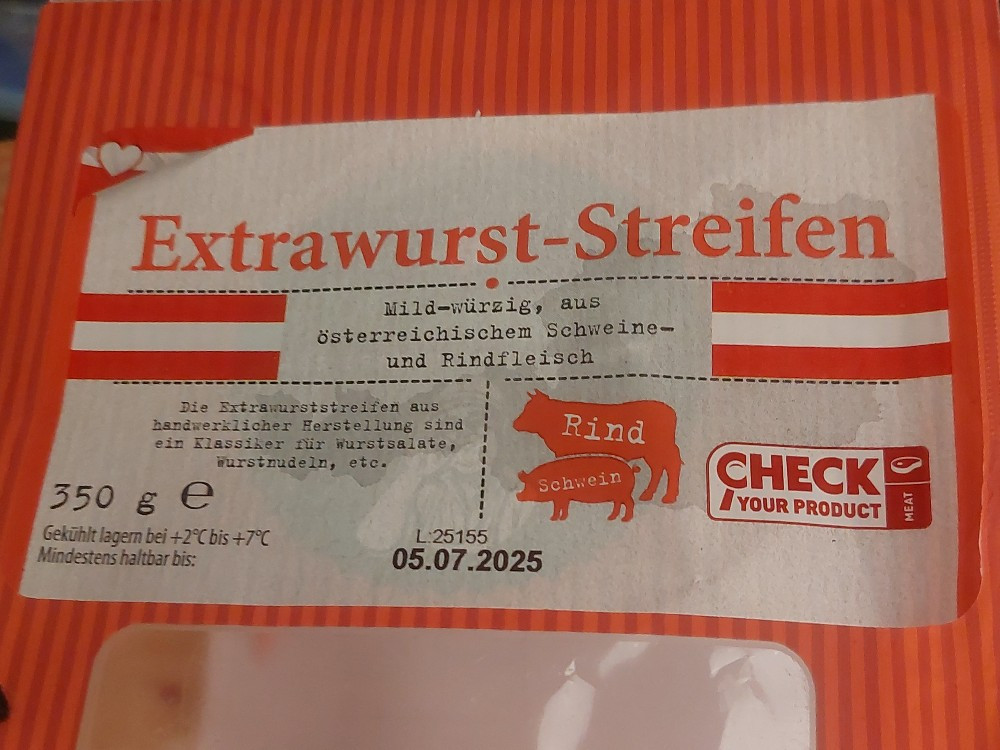 Extrawurst-Streifen
Mild-würzig, aus
österreichischem Schweine-
und Rindfleisch
Die Extrawurststreifen aus
handwerklicher Herstellung sind
ein Klassiker für Wurstsalate,
Wurstnudeln, etc.
Rind
Schwein
CHECK
YOUR PRODUCT
MEAT
350 g e
Gekühlt lagern bei +2°C bis +7°C
Mindestens haltbar bis:
L:25155
05.07.2025